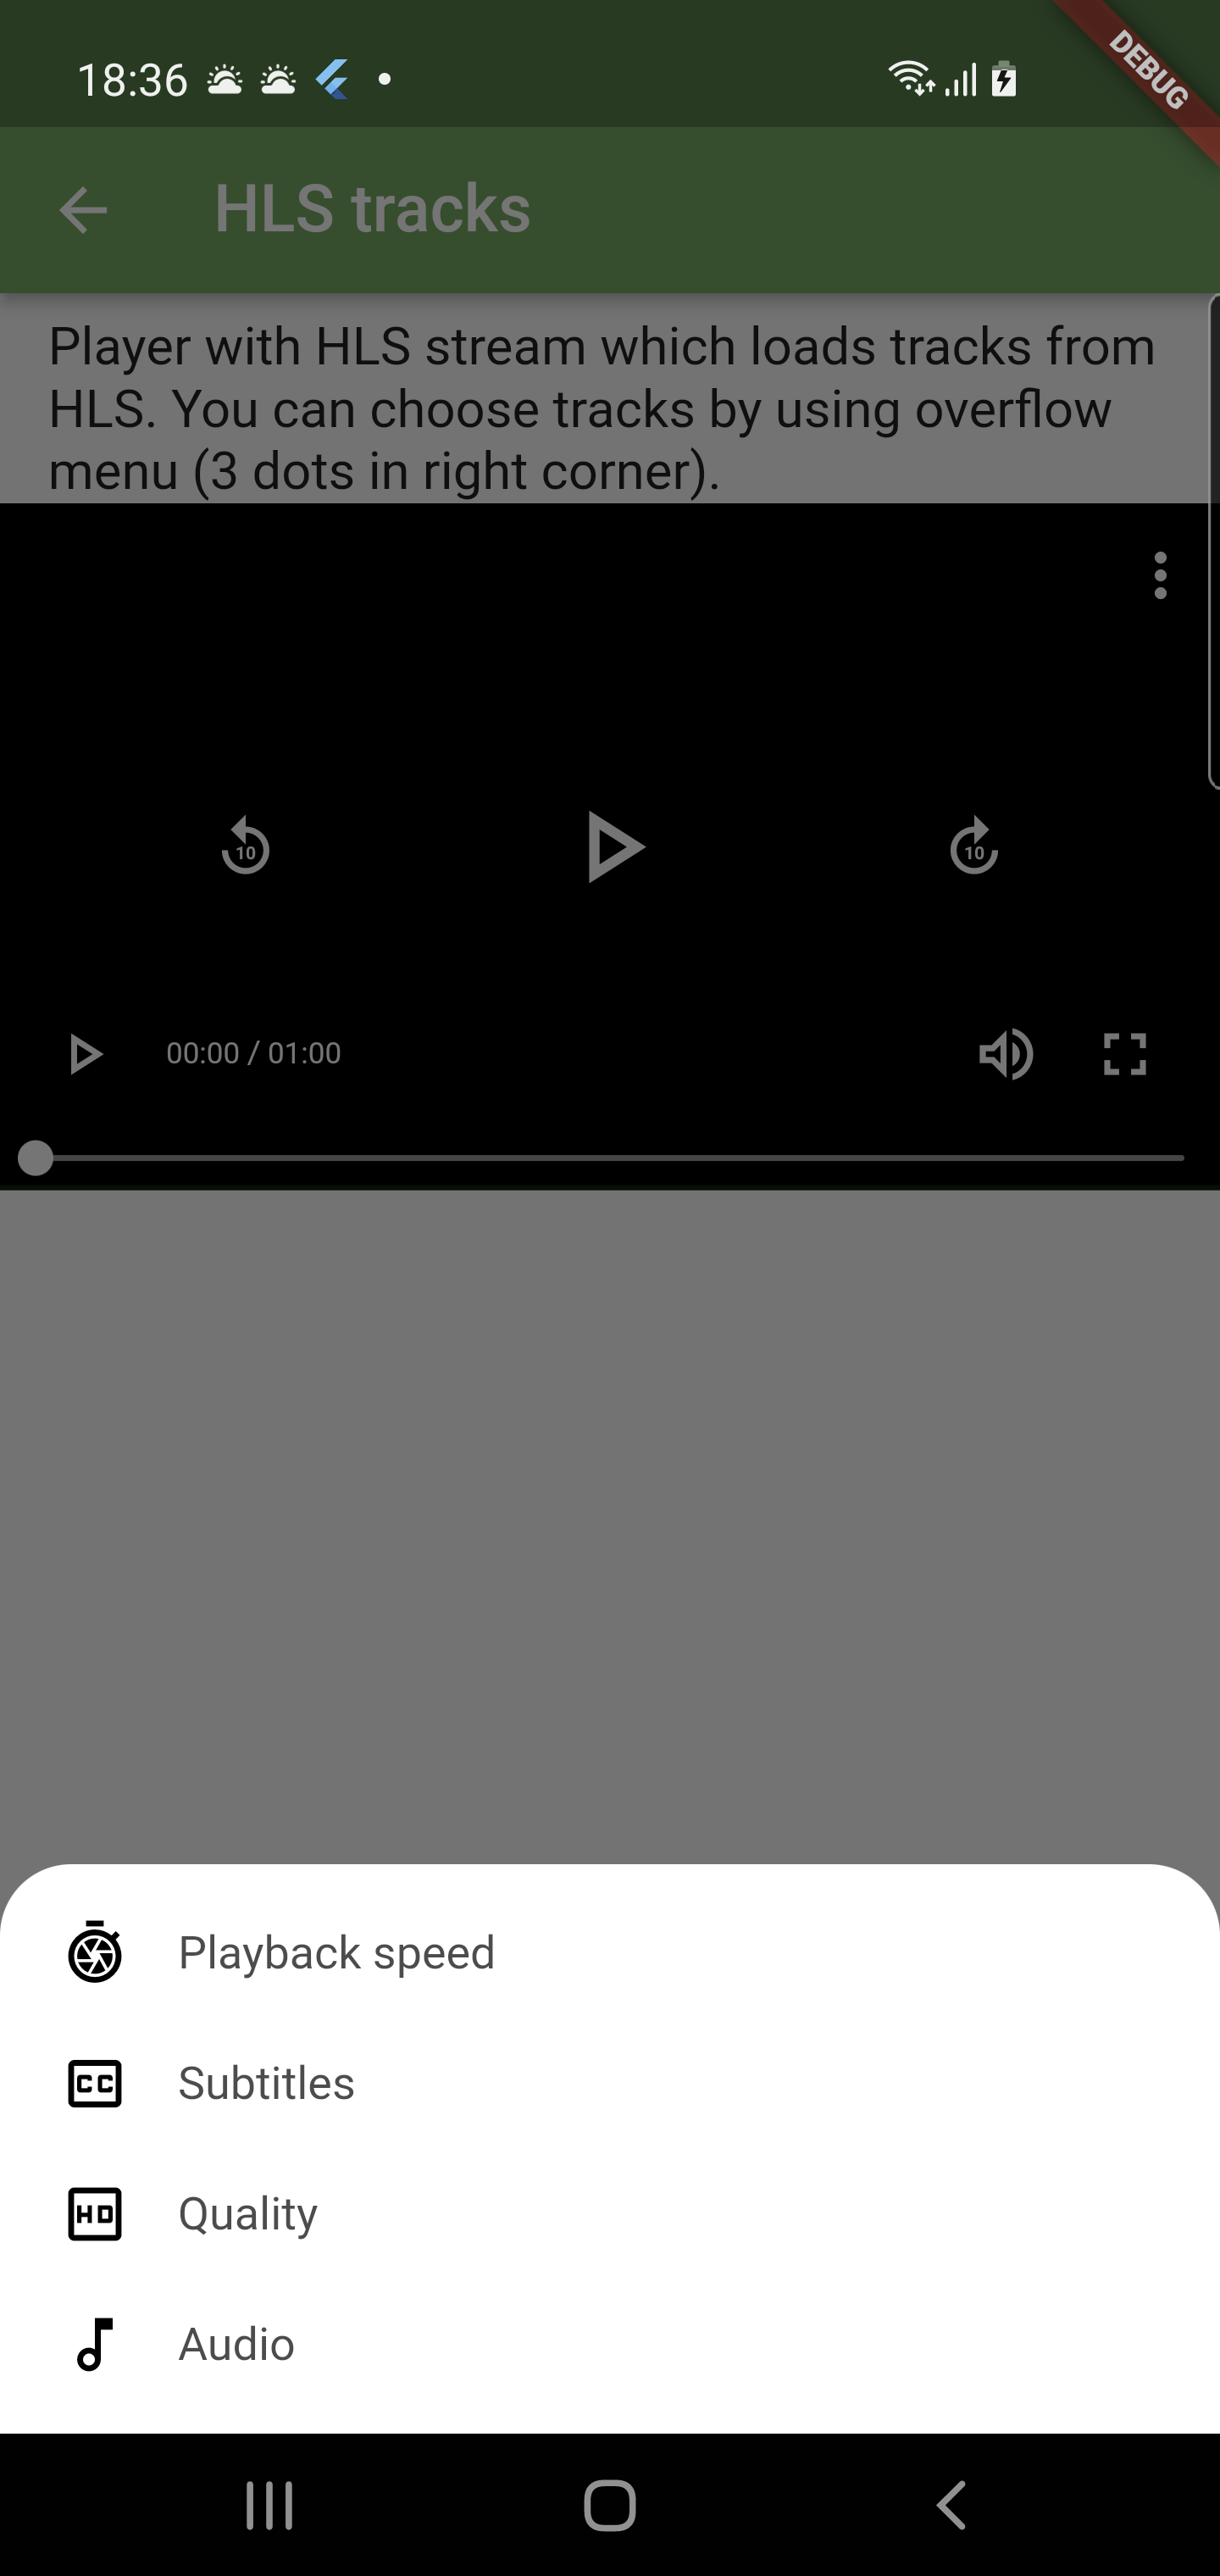 18:36
DEBUG
HLS tracks
Player with HLS stream which loads tracks from
HLS. You can choose tracks by using overflow
menu (3 dots in right corner).
10
10
00:00 / 01:00
Playback speed
CC Subtitles
HD Quality
Audio